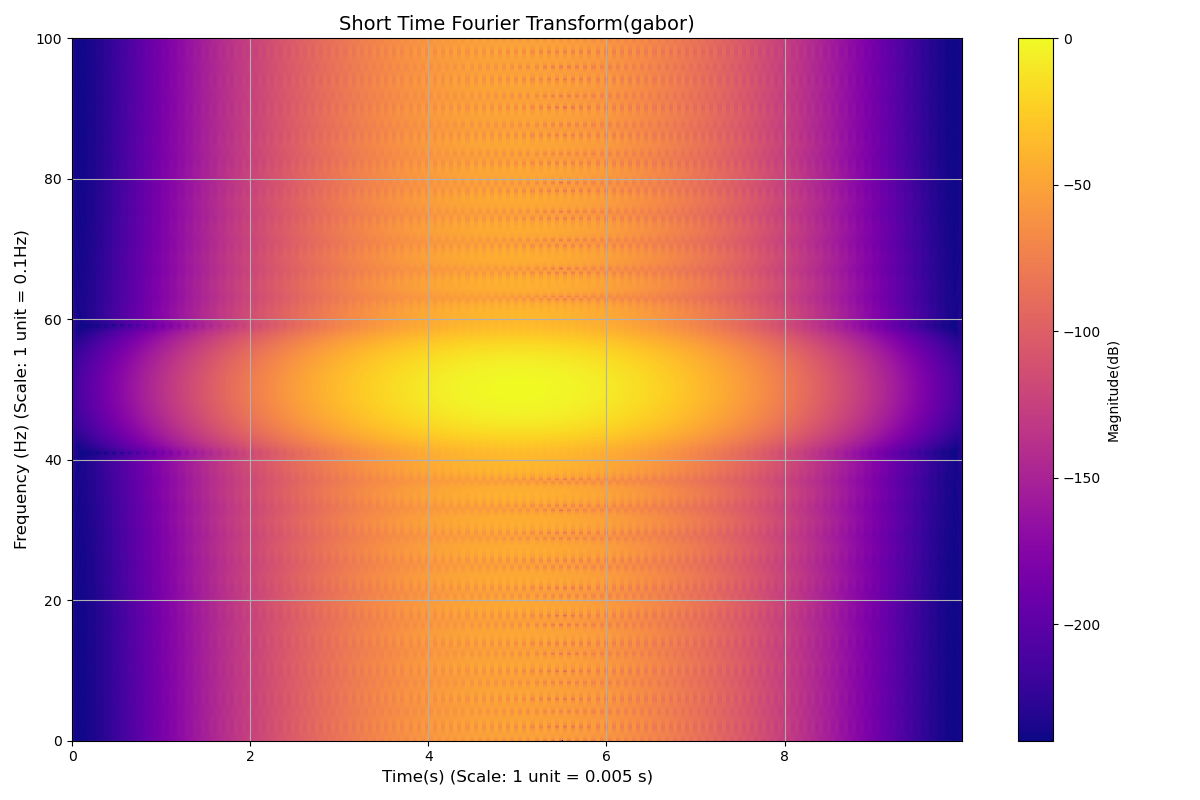 Short Time Fourier Transform(gabor)
100
80
60
40
20
0
Frequency (Hz) (Scale: 1 unit = 0.1Hz)
0 2 4 6 8
Time(s) (Scale: 1 unit = 0.005 s)
0
−50
−100
−150
−200
Magnitude(dB)